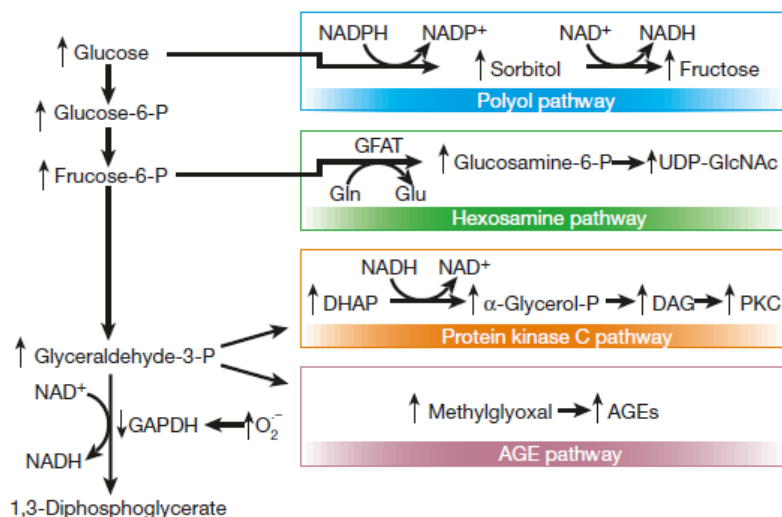 ↑ Glucose
↑ Glucose-6-P
↑ Frucose-6-P
↑ Glyceraldehyde-3-P
NAD+
↓ GAPDH ← ↑ O2·−
NADH
1,3-Diphosphoglycerate
NADPH NADP+ NAD+ NADH
↑ Sorbitol ↑ Fructose
Polyol pathway
GFAT
↑ Glucosamine-6-P → ↑ UDP-GlcNAc
Gln Glu
Hexosamine pathway
NADH NAD+
↑ DHAP → ↑ α-Glycerol-P → ↑ DAG → ↑ PKC
Protein kinase C pathway
↑ Methylglyoxal → ↑ AGEs
AGE pathway